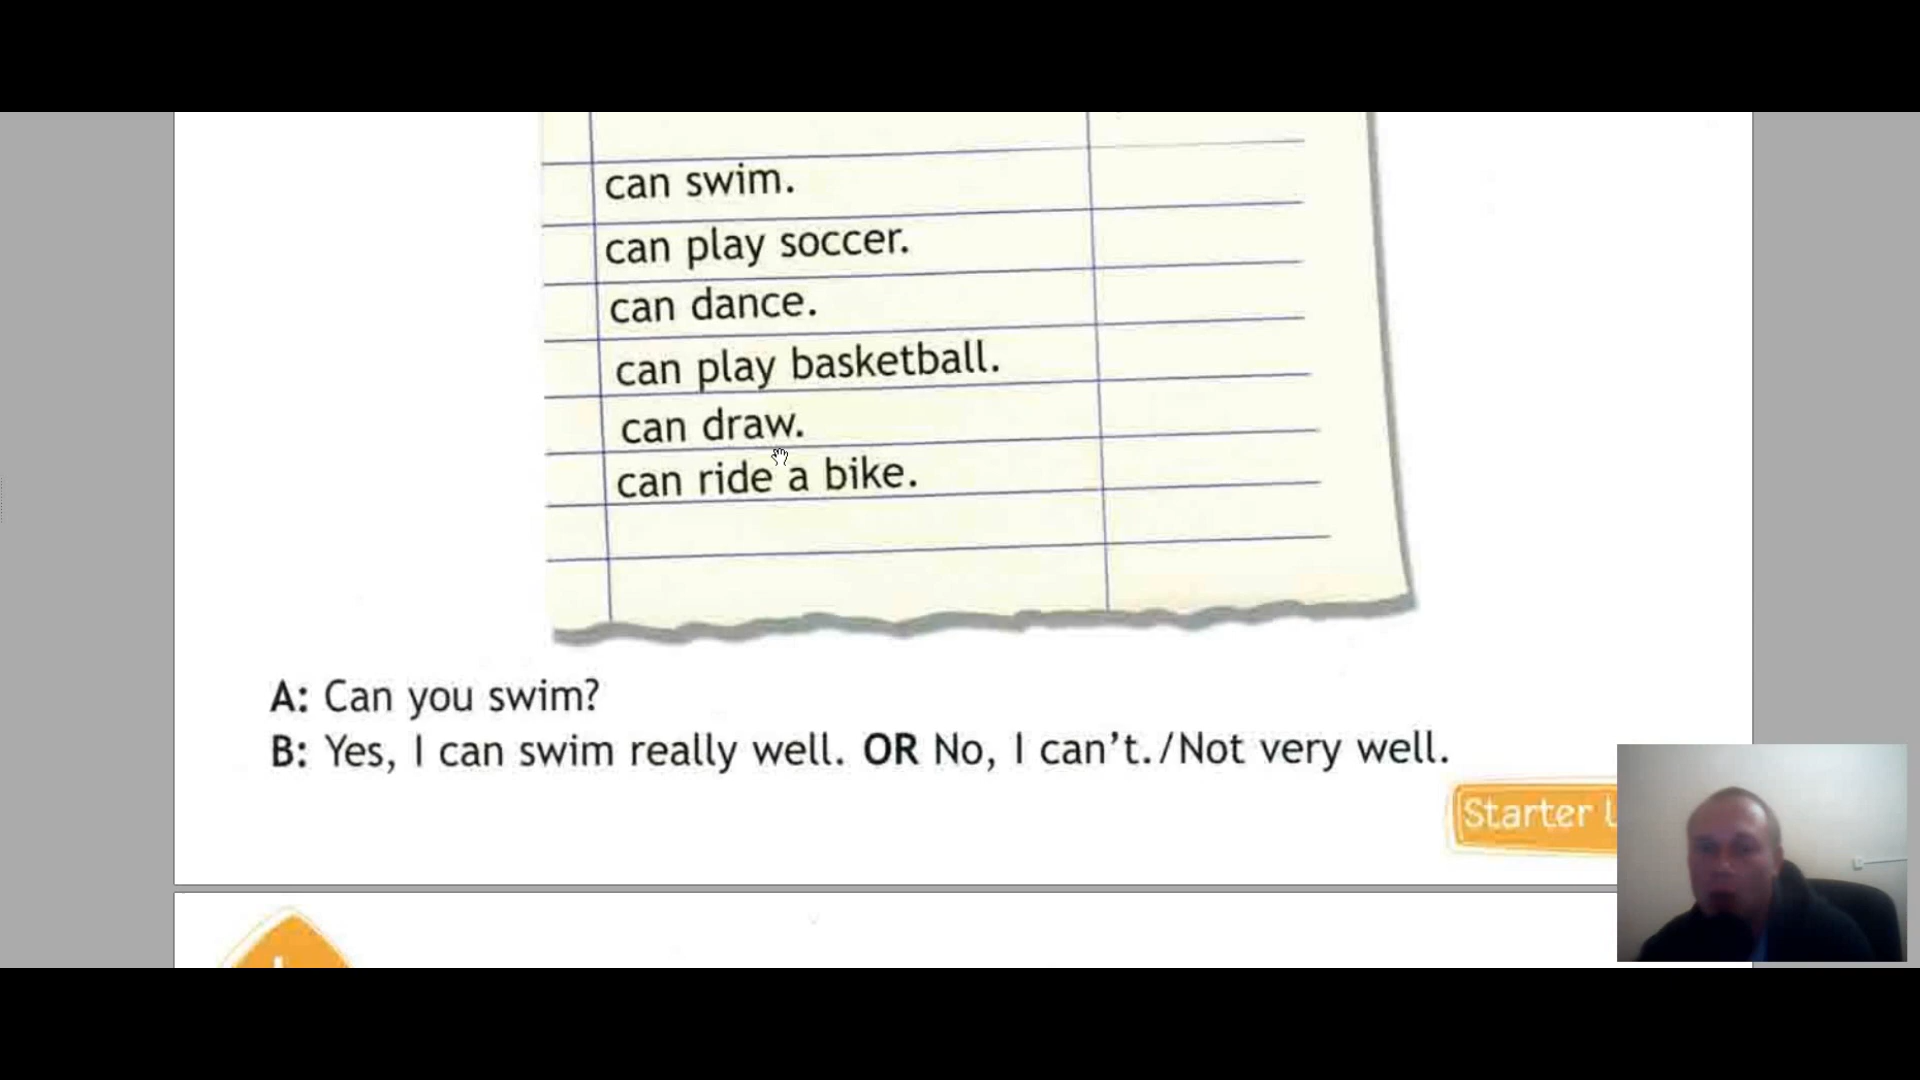 can swim.
can play soccer.
can dance.
can play basketball.
can draw.
can ride a bike.
A: Can you swim?
B: Yes, I can swim really well. OR No, I can't./Not very well.
Starter